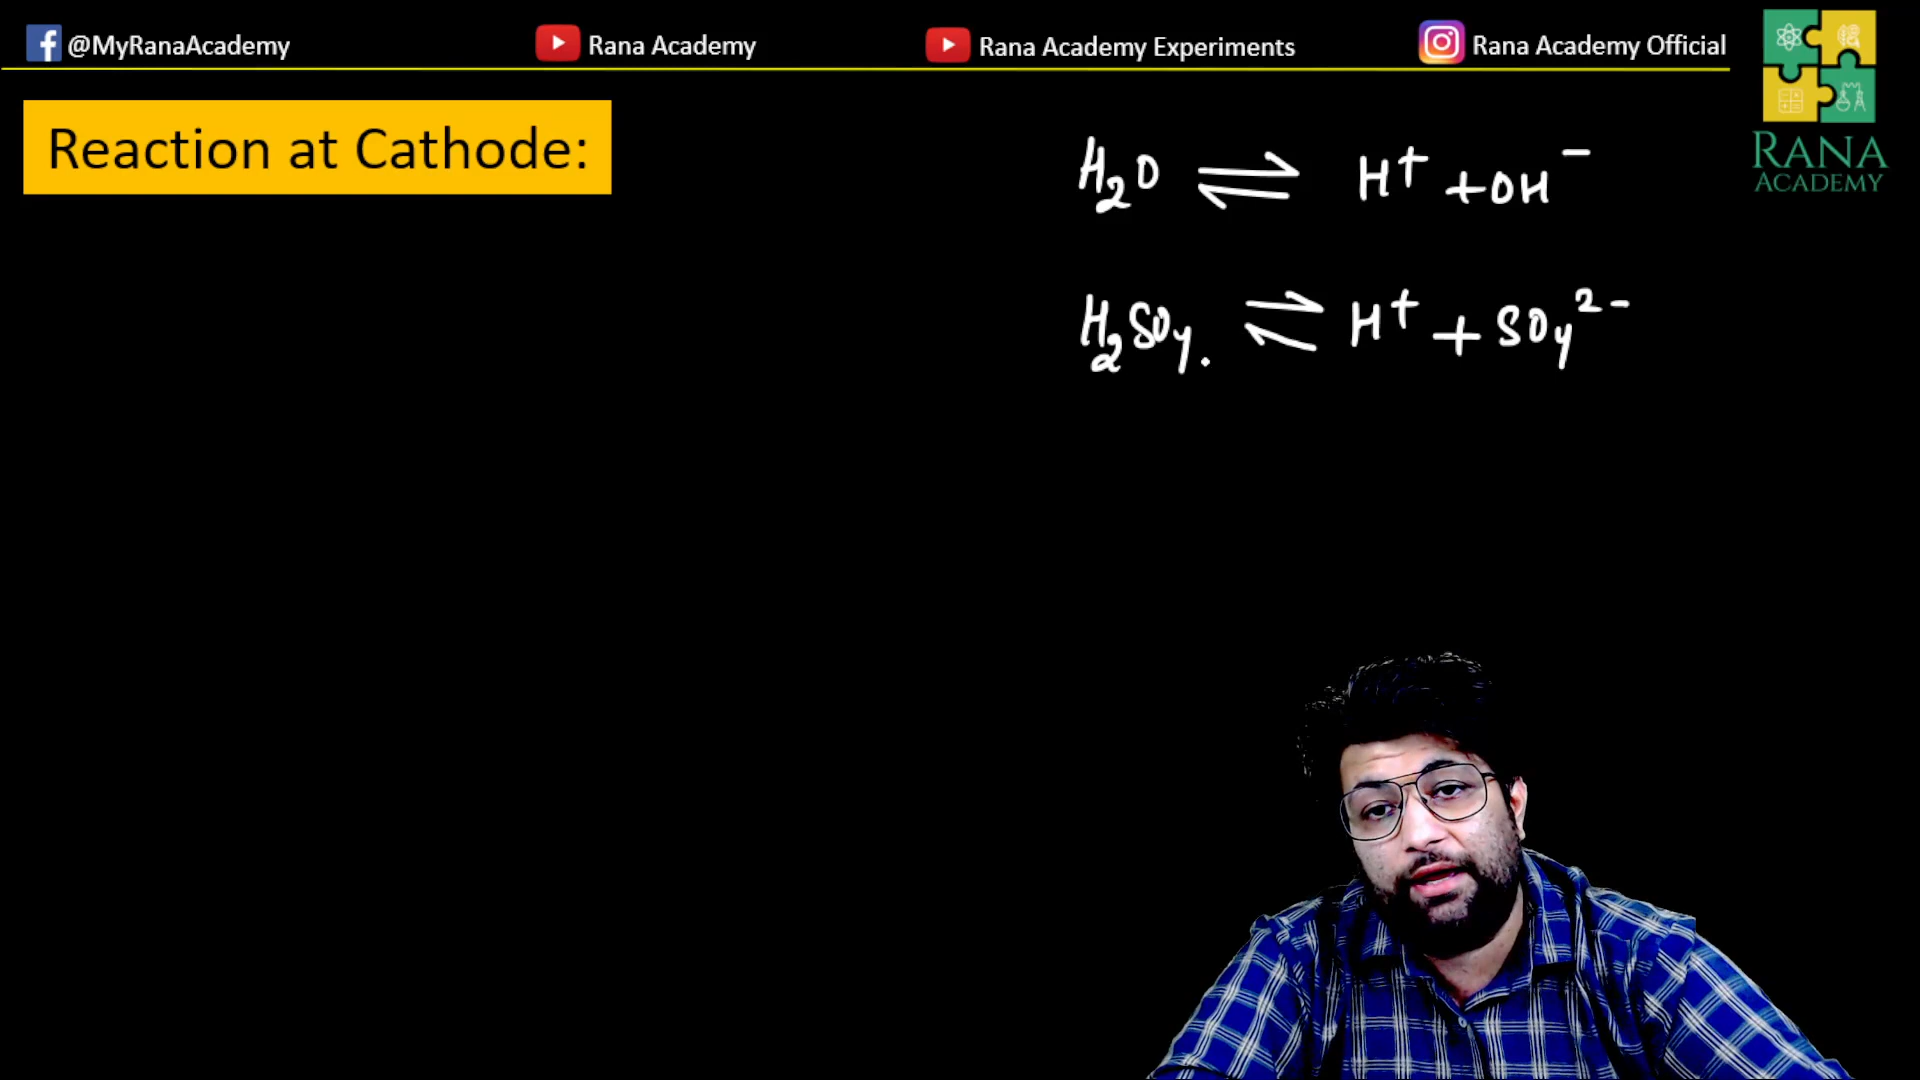 @MyRanaAcademy
Rana Academy
Rana Academy Experiments
Rana Academy Official
RANA
ACADEMY
Reaction at Cathode:
H₂O ⇌ H⁺ + OH⁻
H₂SO₄. ⇌ H⁺ + SO₄²⁻